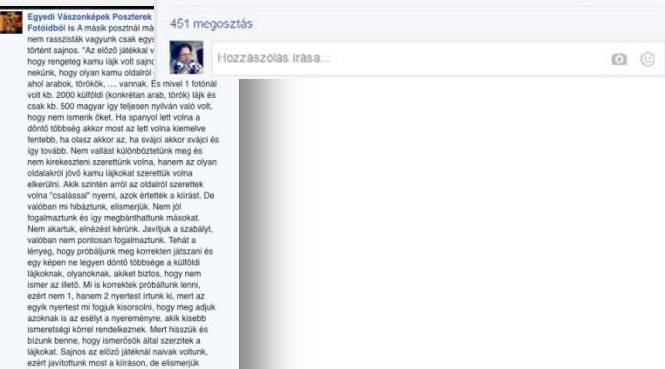 Egyedi Vászonképek Poszterek
Fotóidból is A másik posztnál má
nem rasszisták vagyunk csak egys
történt sajnos. "Az előző játékkal v
hogy rengeteg kamu lájk volt sajno
nekünk, hogy olyan kamu oldalról
ahol arabok, törökök, .... vannak. És mivel 1 fotónál
volt kb. 2000 külföldi (konkrétan arab, török) lájk és
csak kb. 500 magyar így teljesen nyilván való volt,
hogy nem ismerik őket. Ha spanyol lett volna a
döntő többség akkor most az lett volna kiemelve
fentebb, ha olasz akkor az, ha svájci akkor svájci és
így tovább. Nem vallást különböztetünk meg és
nem kirekeszteni szerettünk volna, hanem az olyan
oldalakról jövő kamu lájkokat szerettük volna
elkerülni. Akik szintén arról az oldalról szerettek
volna "csalással" nyerni, azok értették a kiírást. De
valóban mi hibáztunk, elismerjük. Nem jól
fogalmaztunk és így megbánthattunk másokat.
Nem akartuk, elnézést kérünk. Javítjuk a szabályt,
valóban nem pontosan fogalmaztunk. Tehát a
lényeg, hogy próbáljunk meg korrekten játszani és
egy képen ne legyen döntő többsége a külföldi
lájkoknak, olyanoknak, akiket biztos, hogy nem
ismer az illető. Mi is korrektek próbáltunk lenni,
ezért nem 1, hanem 2 nyertest írtunk ki, mert az
egyik nyertest mi fogjuk kisorsolni, hogy meg adjuk
azoknak is az esélyt a nyereményre, akik kisebb
ismeretségi körrel rendelkeznek. Mert hisszük és
bízunk benne, hogy ismerősök által szerzitek a
lájkokat. Sajnos az előző játéknál naivak voltunk,
ezért javítottunk most a kiíráson, de elismerjük
451 megosztás
Hozzászólás írása...